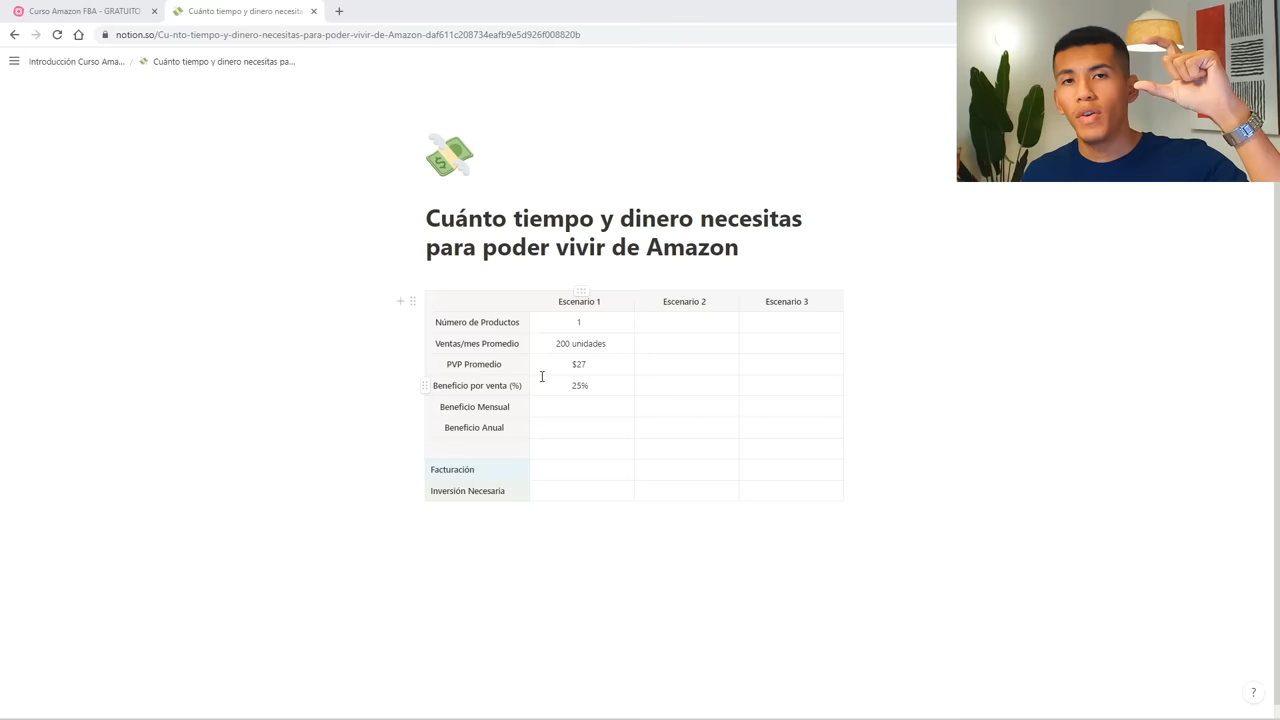 Curso Amazon FBA - GRATUITO
Cuánto tiempo y dinero necesita
notion.so/Cu-nto-tiempo-y-dinero-necesitas-para-poder-vivir-de-Amazon-daf611c208734eafb9e5d926f008820b
Introducción Curso Ama... / Cuánto tiempo y dinero necesitas pa...
Cuánto tiempo y dinero necesitas
para poder vivir de Amazon
Escenario 1 Escenario 2 Escenario 3
Número de Productos 1
Ventas/mes Promedio 200 unidades
PVP Promedio $27
Beneficio por venta (%) 25%
Beneficio Mensual
Beneficio Anual
Facturación
Inversión Necesaria
?